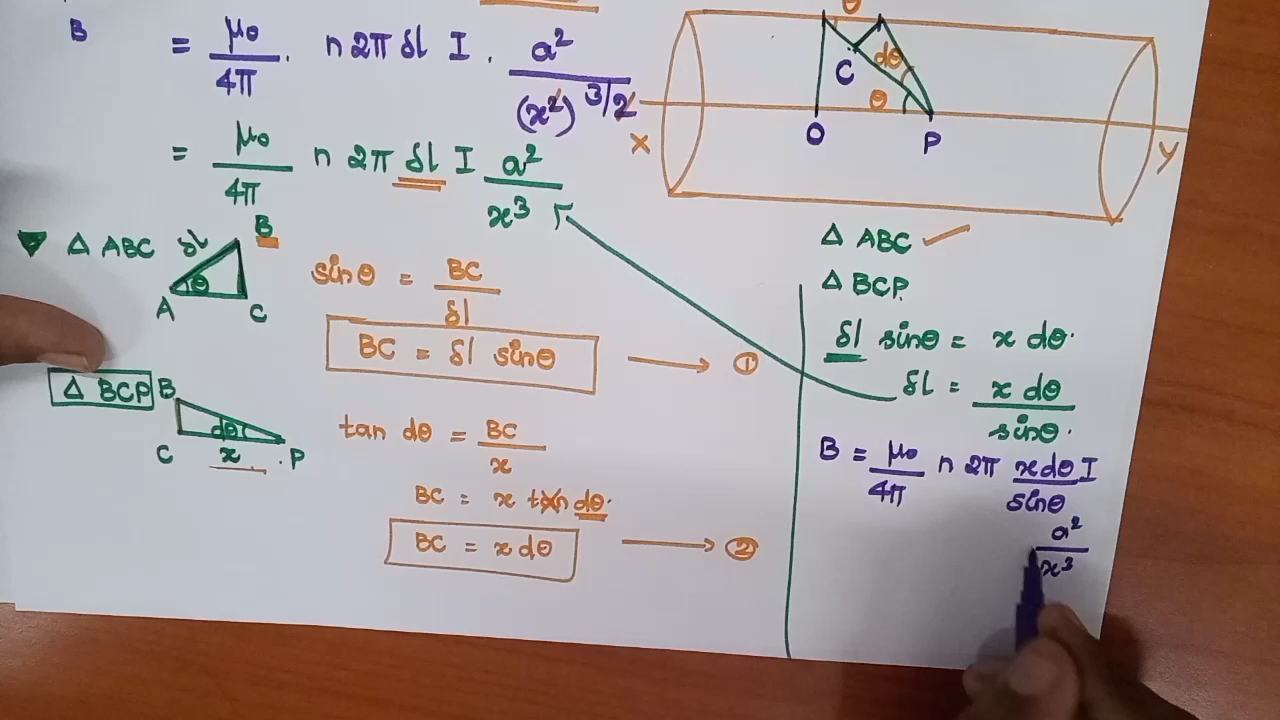 B = μ0/4π . n 2π δl I . a²/(x²)^3/2
= μ0/4π n 2π δl I a²/x³
θ
C dθ
θ
X O P Y
Δ ABC δl B
θ
A C
sinθ = BC/δl
BC = δl sinθ → ①
Δ BCP B
dθ
C x P
tan dθ = BC/x
BC = x tan dθ.
BC = x dθ → ②
Δ ABC ✓
Δ BCP.
δl sinθ = x dθ.
δl = x dθ/sinθ.
B = μ0/4π n 2π xdθ/sinθ I
a²/x³